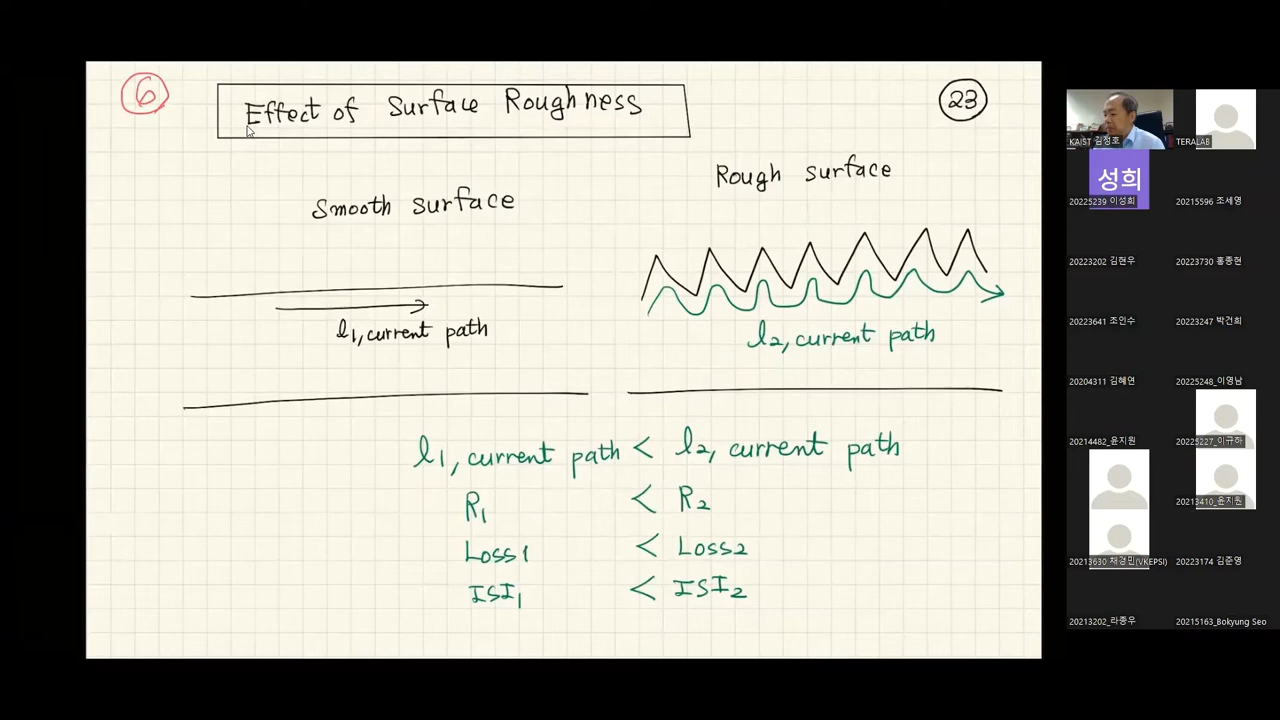 6
Effect of Surface Roughness
23
Smooth surface
Rough surface
l1, current path
l2, current path
l1, current path < l2, current path
R1 < R2
Loss1 < Loss2
ISI1 < ISI2
KAIST 김정호
TERALAB
성희
20225239 이성희
20215596 조세영
20223202 김현우
20223730 홍종현
20223641 조인수
20223247 박건희
20204311 김혜연
20225248_이영남
20214482_윤지원
20225227_이규하
20213410_윤지원
20213630 채경민(VKEPSI)
20223174 김준영
20213202_라종우
20215163_Bokyung Seo